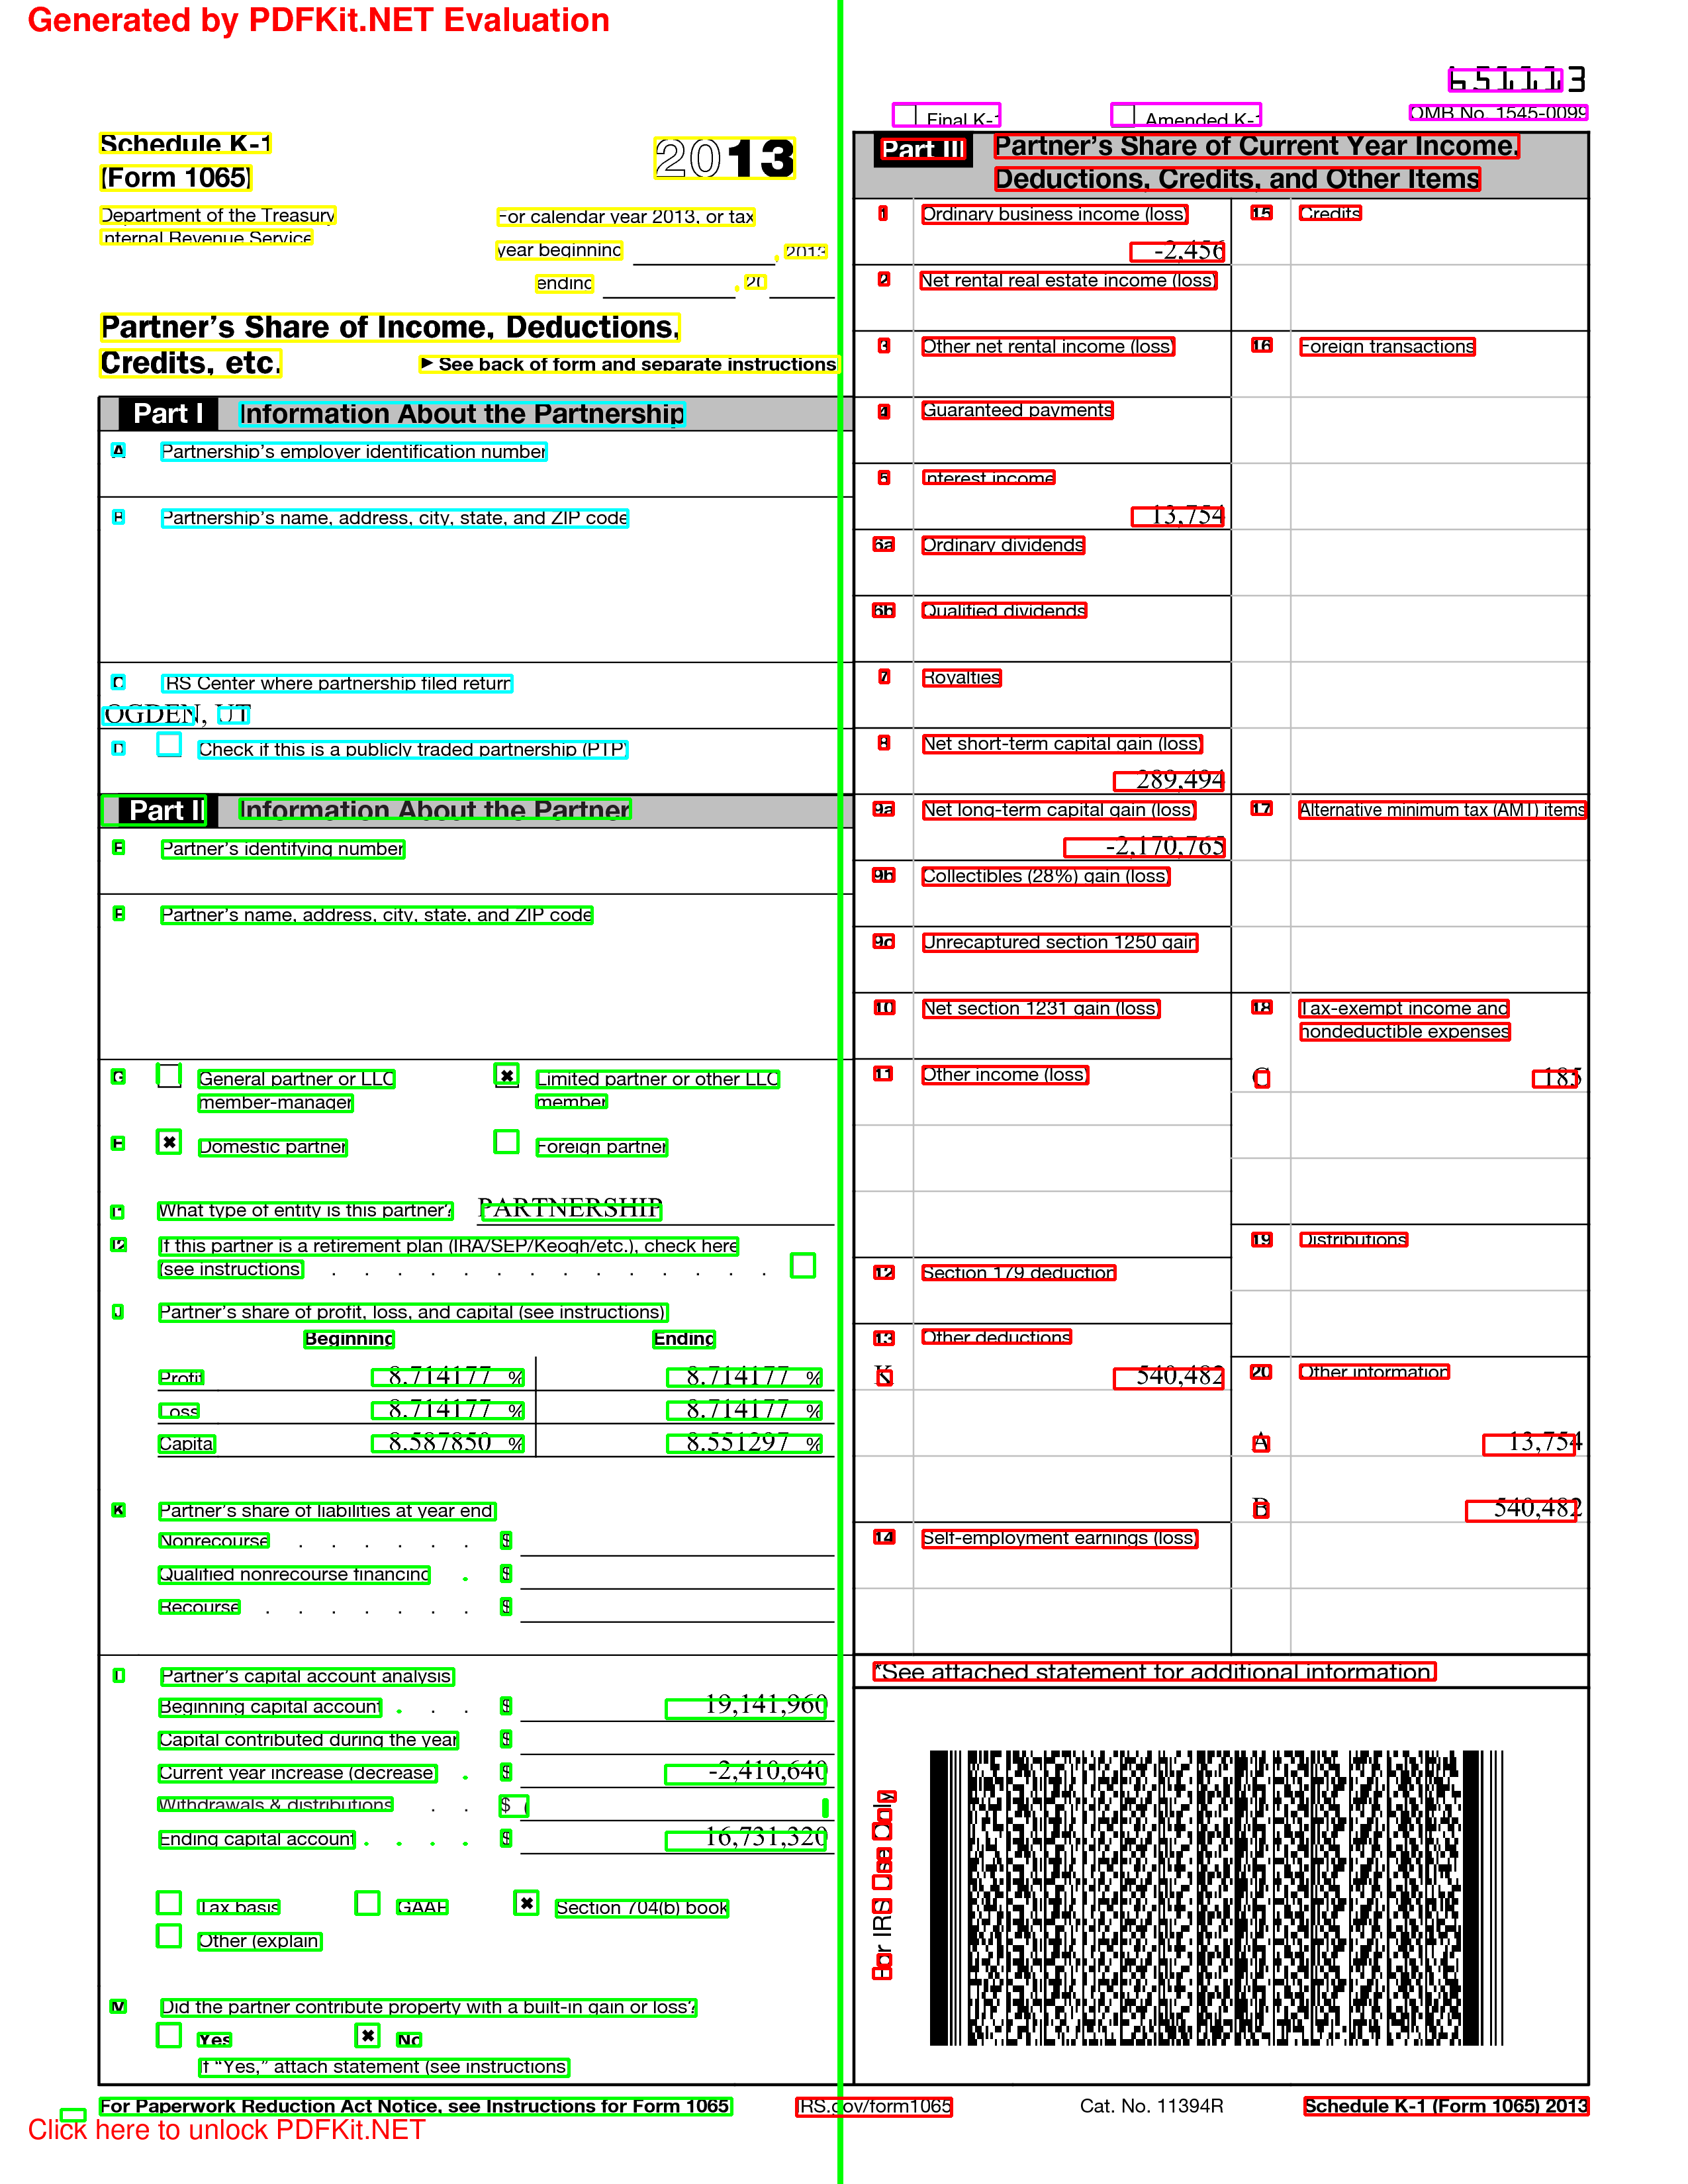 Generated by PDFKit.NET Evaluation
651113
Final K-1
Amended K-1
OMB No. 1545-0099
Schedule K-1
(Form 1065)
2013
Department of the Treasury
Internal Revenue Service
For calendar year 2013, or tax
year beginning , 2013
ending , 20
Partner's Share of Income, Deductions,
Credits, etc.
► See back of form and separate instructions.
Part I Information About the Partnership
A Partnership's employer identification number
B Partnership's name, address, city, state, and ZIP code
C IRS Center where partnership filed return
OGDEN, UT
D Check if this is a publicly traded partnership (PTP)
Part II Information About the Partner
E Partner's identifying number
F Partner's name, address, city, state, and ZIP code
G General partner or LLC
member-manager
✖ Limited partner or other LLC
member
H ✖ Domestic partner
Foreign partner
I1 What type of entity is this partner? PARTNERSHIP
I2 If this partner is a retirement plan (IRA/SEP/Keogh/etc.), check here
(see instructions) . . . . . . . . . . . . . .
J Partner's share of profit, loss, and capital (see instructions):
Beginning Ending
Profit 8.714177 % 8.714177 %
Loss 8.714177 % 8.714177 %
Capital 8.587850 % 8.551297 %
K Partner's share of liabilities at year end:
Nonrecourse . . . . . . $
Qualified nonrecourse financing . $
Recourse . . . . . . . $
L Partner's capital account analysis:
Beginning capital account . . . $ 19,141,960
Capital contributed during the year $
Current year increase (decrease) . $ -2,410,640
Withdrawals & distributions . . $ ( )
Ending capital account . . . . $ 16,731,320
Tax basis GAAP ✖ Section 704(b) book
Other (explain)
M Did the partner contribute property with a built-in gain or loss?
Yes ✖ No
If "Yes," attach statement (see instructions)
Part III Partner's Share of Current Year Income,
Deductions, Credits, and Other Items
1 Ordinary business income (loss)
-2,456
2 Net rental real estate income (loss)
3 Other net rental income (loss)
4 Guaranteed payments
5 Interest income
13,754
6a Ordinary dividends
6b Qualified dividends
7 Royalties
8 Net short-term capital gain (loss)
289,494
9a Net long-term capital gain (loss)
-2,170,765
9b Collectibles (28%) gain (loss)
9c Unrecaptured section 1250 gain
10 Net section 1231 gain (loss)
11 Other income (loss)
12 Section 179 deduction
13 Other deductions
K 540,482
14 Self-employment earnings (loss)
15 Credits
16 Foreign transactions
17 Alternative minimum tax (AMT) items
18 Tax-exempt income and
nondeductible expenses
C 185
19 Distributions
20 Other information
A 13,754
B 540,482
*See attached statement for additional information.
For IRS Use Only
For Paperwork Reduction Act Notice, see Instructions for Form 1065.
IRS.gov/form1065
Cat. No. 11394R
Schedule K-1 (Form 1065) 2013
Click here to unlock PDFKit.NET